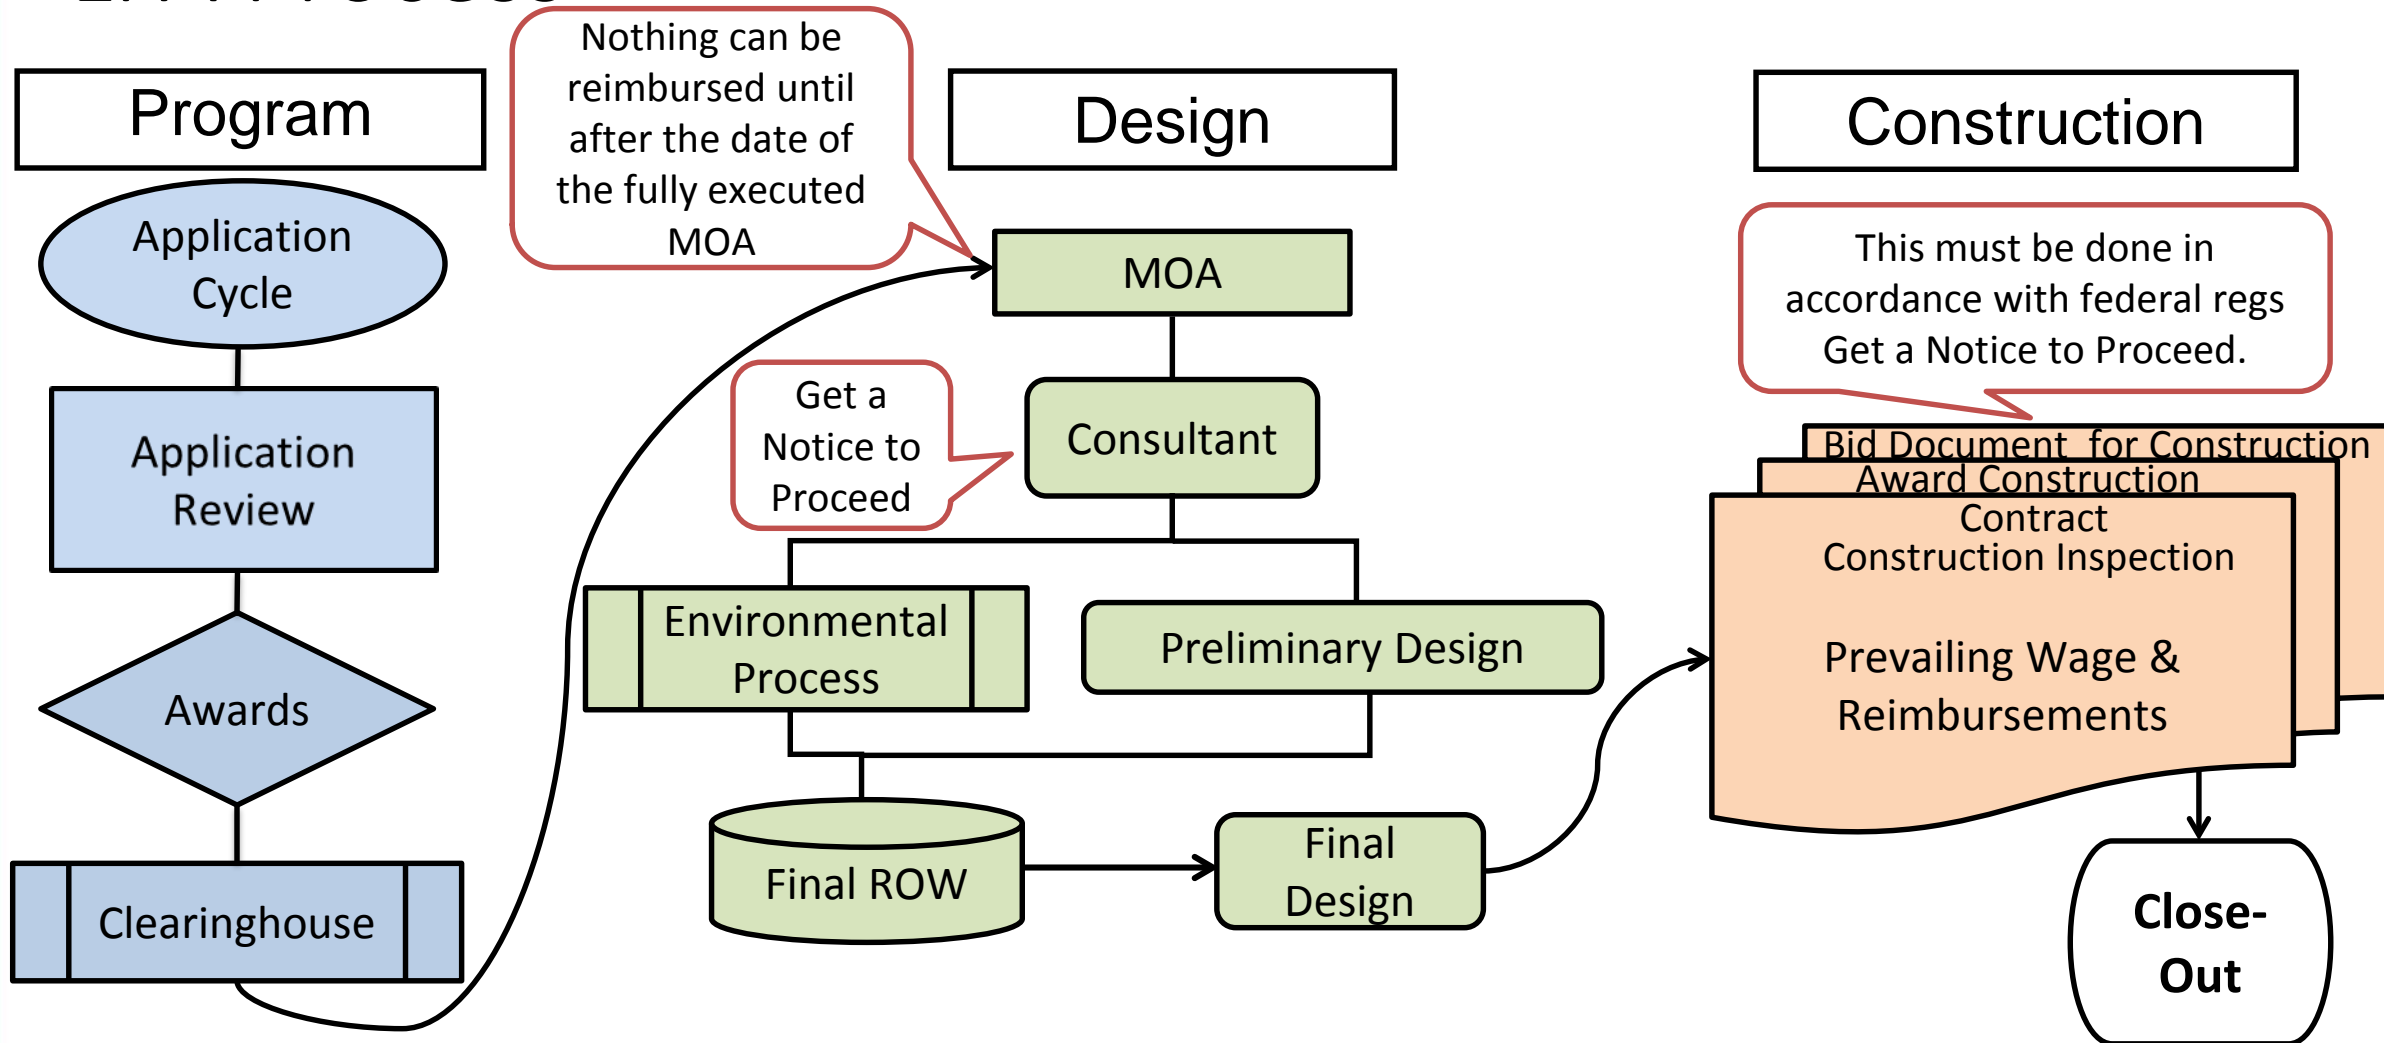 Program
Application
Cycle
Application
Review
Awards
Clearinghouse
Nothing can be
reimbursed until
after the date of
the fully executed
MOA
Design
MOA
Get a
Notice to
Proceed
Consultant
Environmental
Process
Preliminary Design
Final ROW
Final
Design
Construction
This must be done in
accordance with federal regs
Get a Notice to Proceed.
Bid Document  for Construction
Award Construction
Contract
Construction Inspection
Prevailing Wage &
Reimbursements
Close-
Out